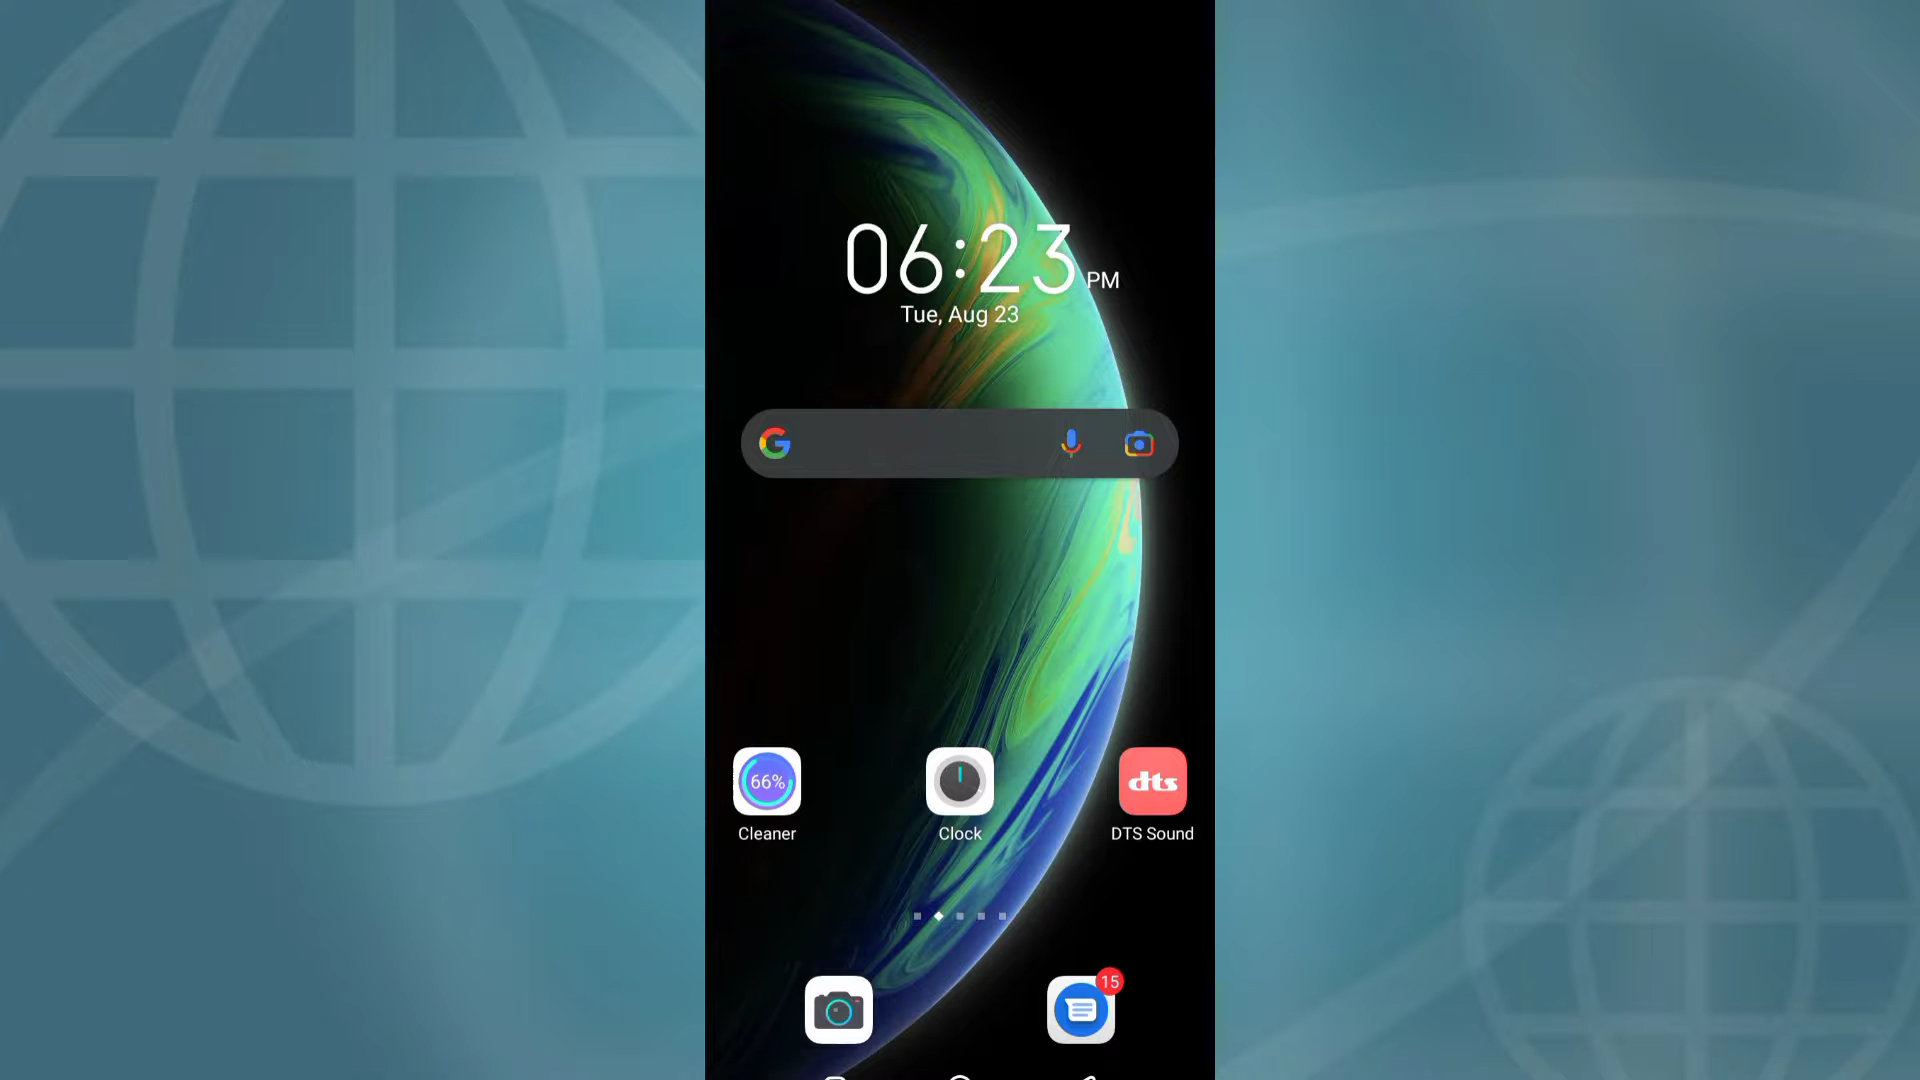 06:23 PM
Tue, Aug 23
66%
dts
Cleaner
Clock
DTS Sound
15